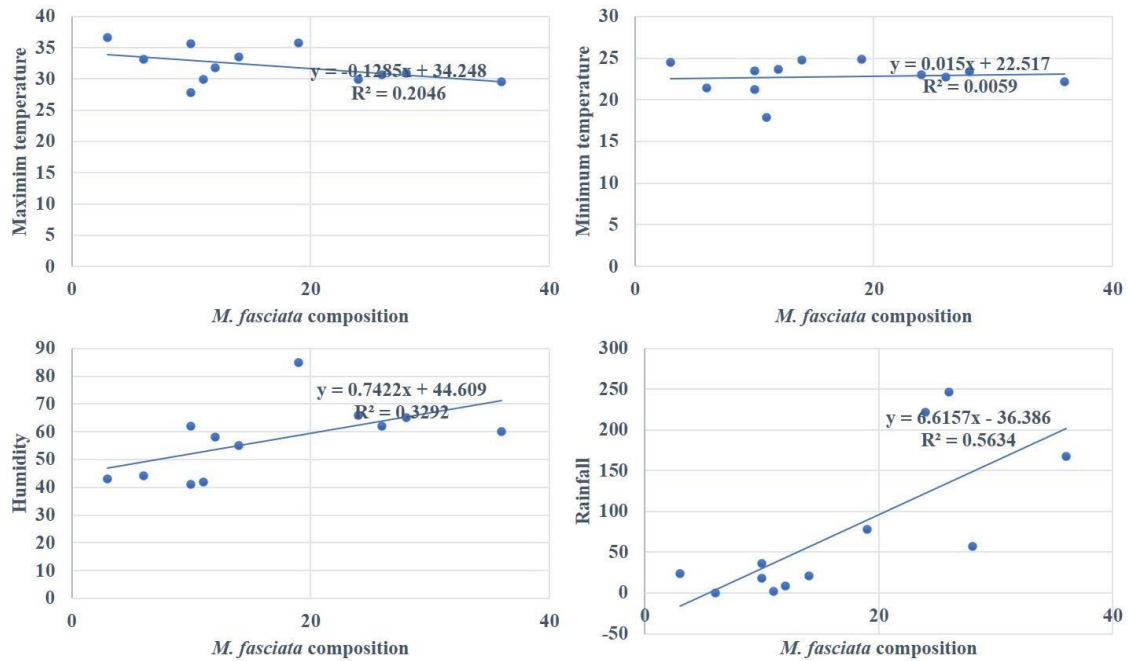 40
35
30
25
20
15
10
5
0
Maximim temperature
y = -0.1285x + 34.248
R² = 0.2046
0
20
40
M. fasciata composition
30
25
20
15
10
5
0
Minimum temperature
y = 0.015x + 22.517
R² = 0.0059
0
20
40
M. fasciata composition
90
80
70
60
50
40
30
20
10
0
Humidity
y = 0.7422x + 44.609
R² = 0.3292
0
20
40
M. fasciata composition
300
250
200
150
100
50
0
-50
Rainfall
y = 6.6157x - 36.386
R² = 0.5634
0
20
40
M. fasciata composition